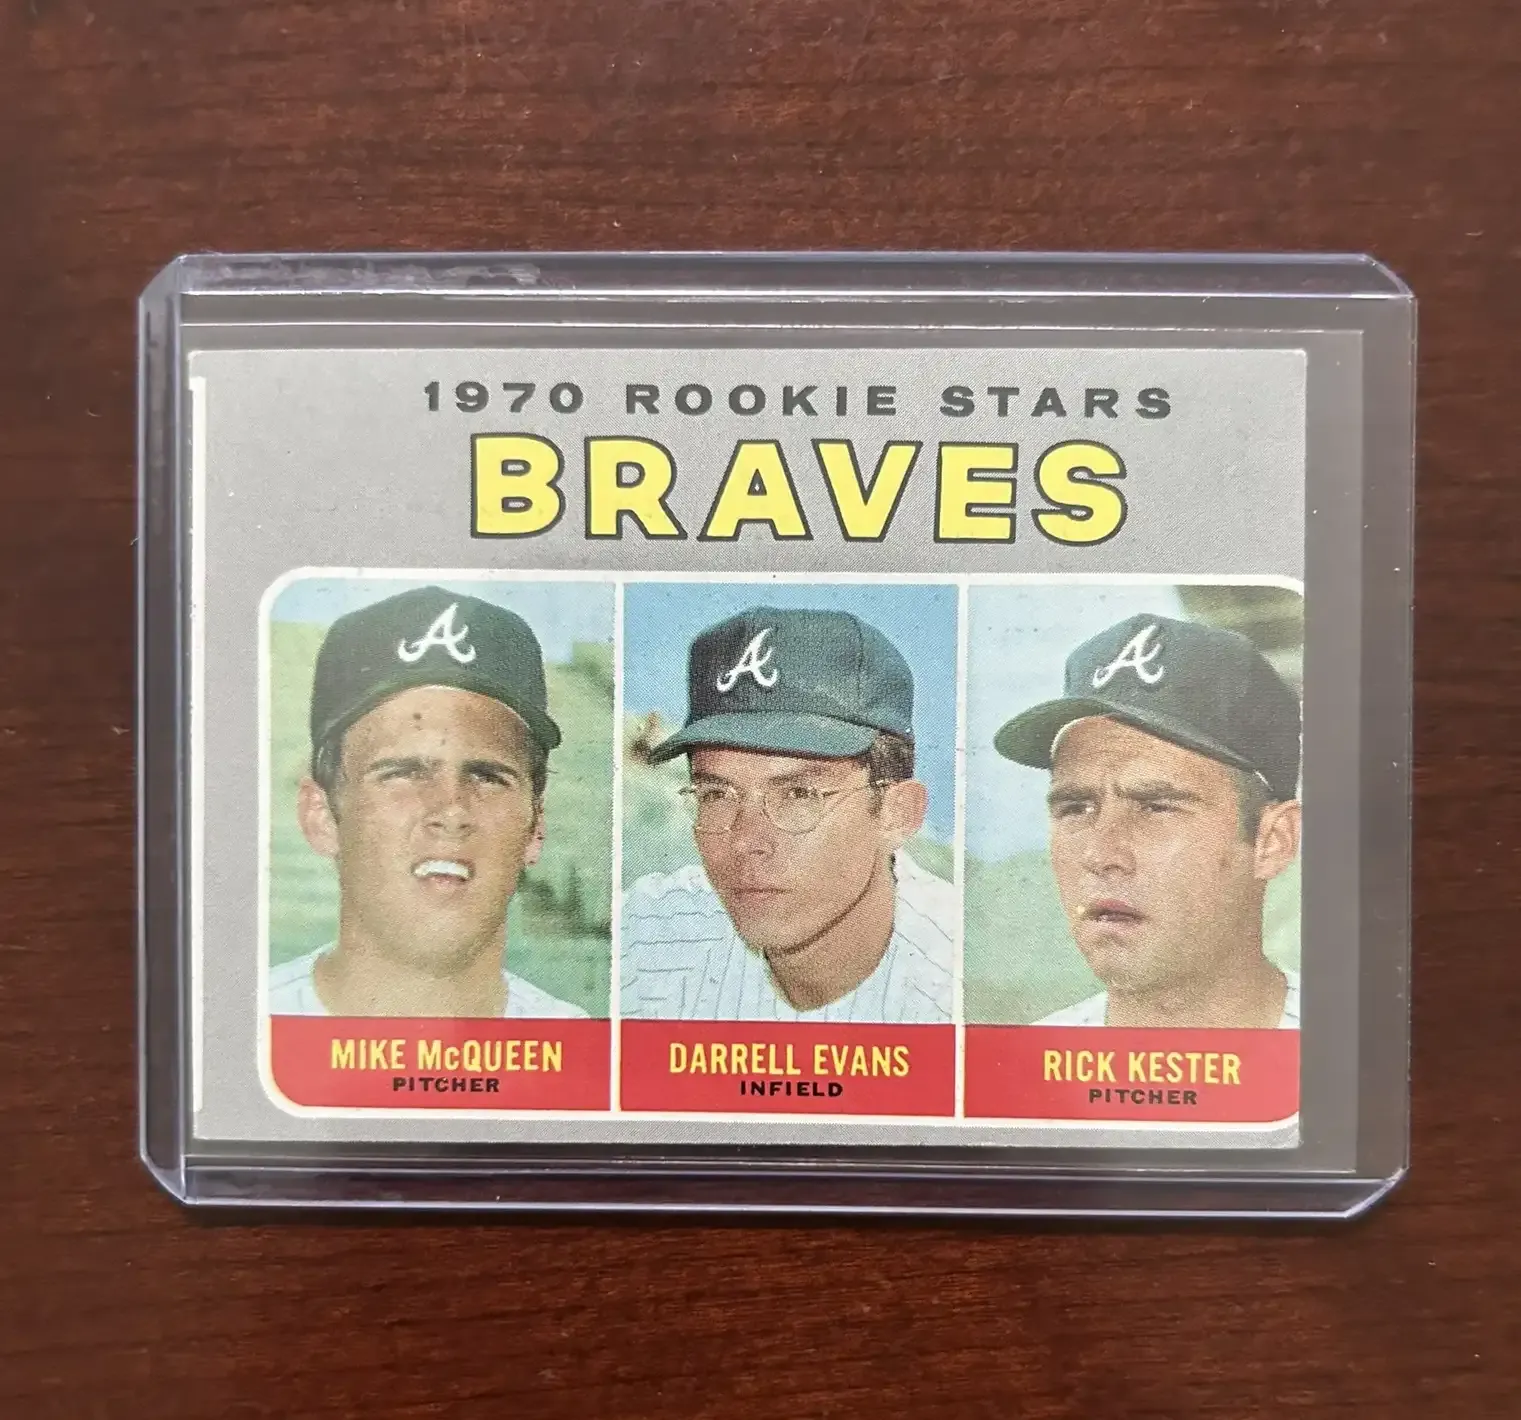 1970 ROOKIE STARS
BRAVES
A A A
MIKE McQUEEN DARRELL EVANS RICK KESTER
PITCHER INFIELD PITCHER